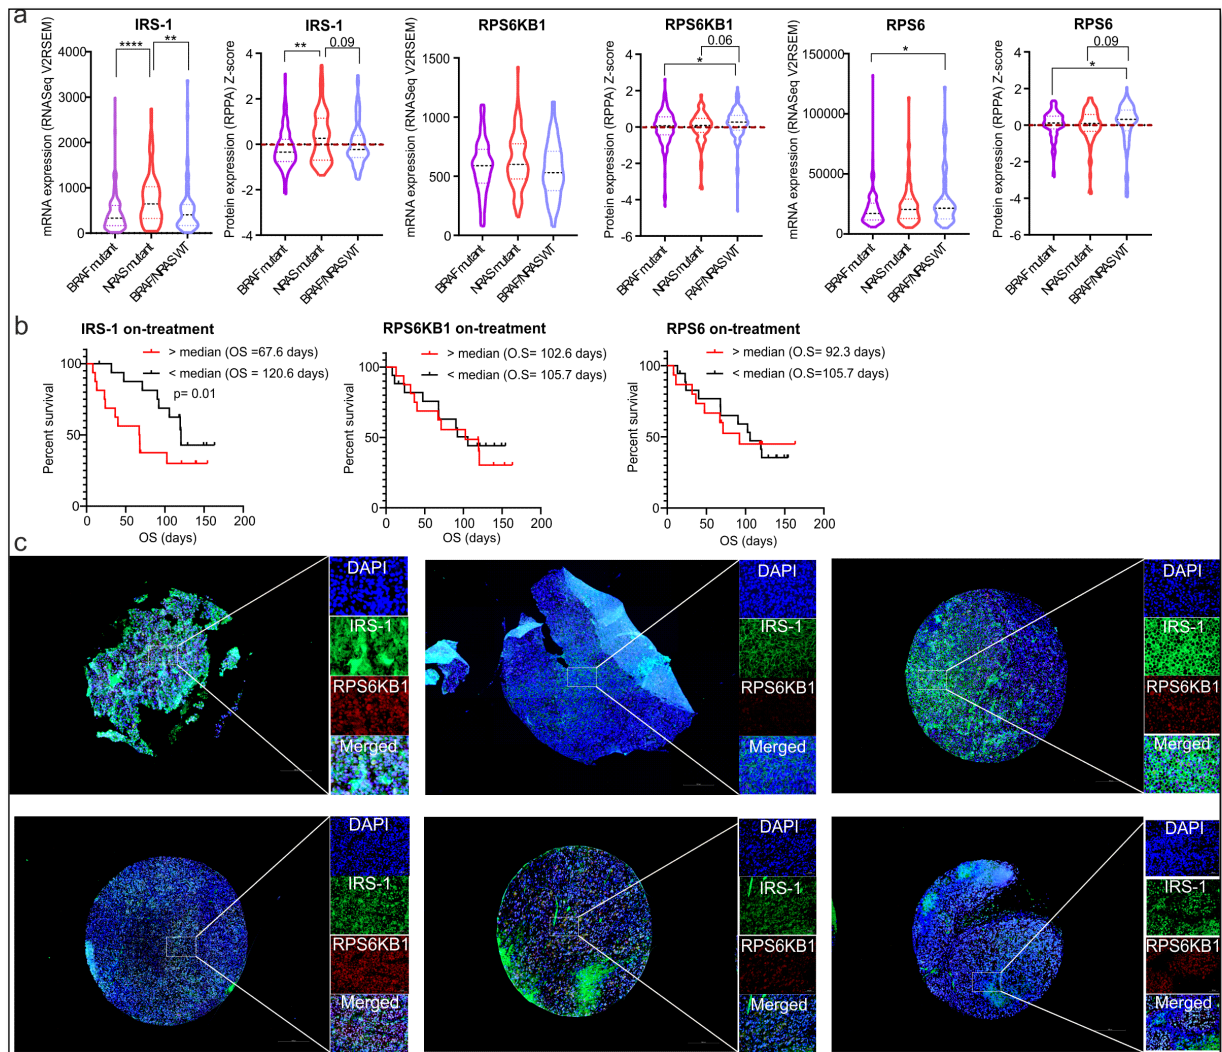 a
IRS-1
IRS-1
RPS6KB1
RPS6KB1
RPS6
RPS6
mRNA expression (RNASeq V2RSEM)
4000
3000
2000
1000
0
****
**
BRAF mutant
NRAS mutant
BRAF/NRAS WT
Protein expression (RPPA) Z-score
4
2
0
-2
-4
**
0.09
BRAF mutant
NRAS mutant
BRAF/NRAS WT
mRNA expression (RNASeq V2RSEM)
1500
1000
500
0
BRAF mutant
NRAS mutant
BRAF/NRAS WT
Protein expression (RPPA) Z-score
4
2
0
-2
-4
-6
0.06
*
BRAF mutant
NRAS mutant
RAF/NRAS WT
mRNA expression (RNASeq V2RSEM)
150000
100000
50000
0
*
BRAF mutant
NRAS mutant
BRAF/NRAS WT
Protein expression (RPPA) Z-score
4
2
0
-2
-4
-6
0.09
*
BRAF mutant
NRAS mutant
BRAF/NRAS WT
b
IRS-1 on-treatment
> median (OS =67.6 days)
< median (OS = 120.6 days)
p= 0.01
Percent survival
100
50
0
0 50 100 150 200
OS (days)
RPS6KB1 on-treatment
> median (O.S= 102.6 days)
< median (O.S= 105.7 days)
Percent survival
100
50
0
0 50 100 150 200
OS (days)
RPS6 on-treatment
> median (O.S= 92.3 days)
< median (O.S=105.7 days)
Percent survival
100
50
0
0 50 100 150 200
OS (days)
c
DAPI
IRS-1
RPS6KB1
Merged
DAPI
IRS-1
RPS6KB1
Merged
DAPI
IRS-1
RPS6KB1
Merged
DAPI
IRS-1
RPS6KB1
Merged
DAPI
IRS-1
RPS6KB1
Merged
DAPI
IRS-1
RPS6KB1
Merged